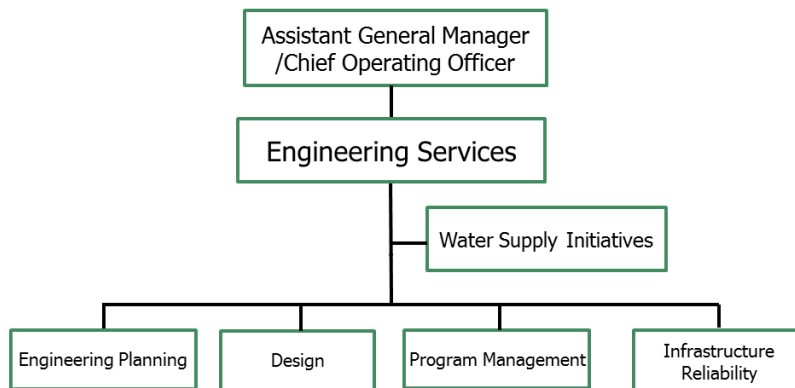 Assistant General Manager
/Chief Operating Officer
Engineering Services
Water Supply Initiatives
Engineering Planning
Design
Program Management
Infrastructure
Reliability